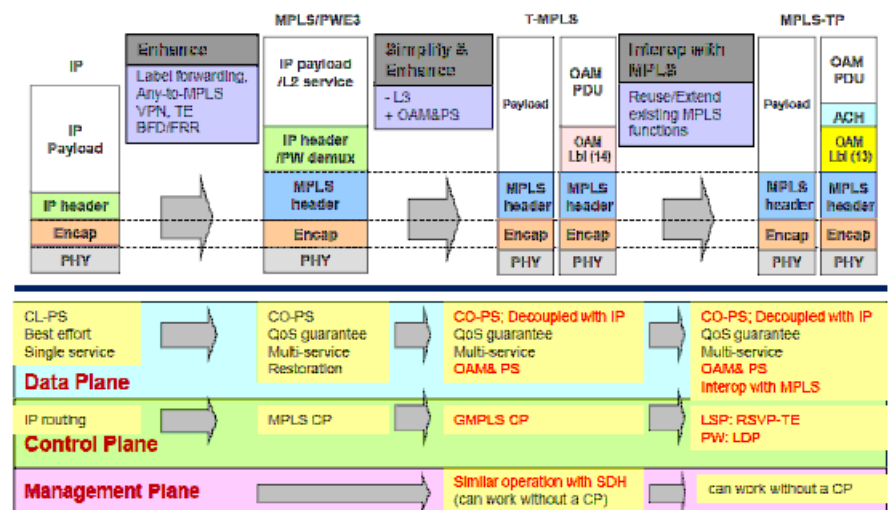 MPLS/PWE3
T-MPLS
MPLS-TP
IP
Enhance
Label forwarding,
Any-to-MPLS
VPN, TE
BFD/FRR
IP payload
/L2 service
Simplify &
Enhance
- L3
+ OAM&PS
Payload
OAM
PDU
Interop with
MPLS
Reuse/Extend
existing MPLS
functions
Payload
OAM
PDU
IP
Payload
IP header
/PW demux
OAM
Lbl (14)
ACH
OAM
Lbl (13)
IP header
MPLS
header
MPLS
header
MPLS
header
MPLS
header
MPLS
header
Encap
Encap
Encap
Encap
Encap
Encap
PHY
PHY
PHY
PHY
PHY
PHY
CL-PS
Best effort
Single service
CO-PS
QoS guarantee
Multi-service
Restoration
CO-PS; Decoupled with IP
QoS guarantee
Multi-service
OAM& PS
CO-PS; Decoupled with IP
QoS guarantee
Multi-service
OAM& PS
Interop with MPLS
Data Plane
IP routing
MPLS CP
GMPLS CP
LSP: RSVP-TE
PW: LDP
Control Plane
Management Plane
Similar operation with SDH
(can work without a CP)
can work without a CP